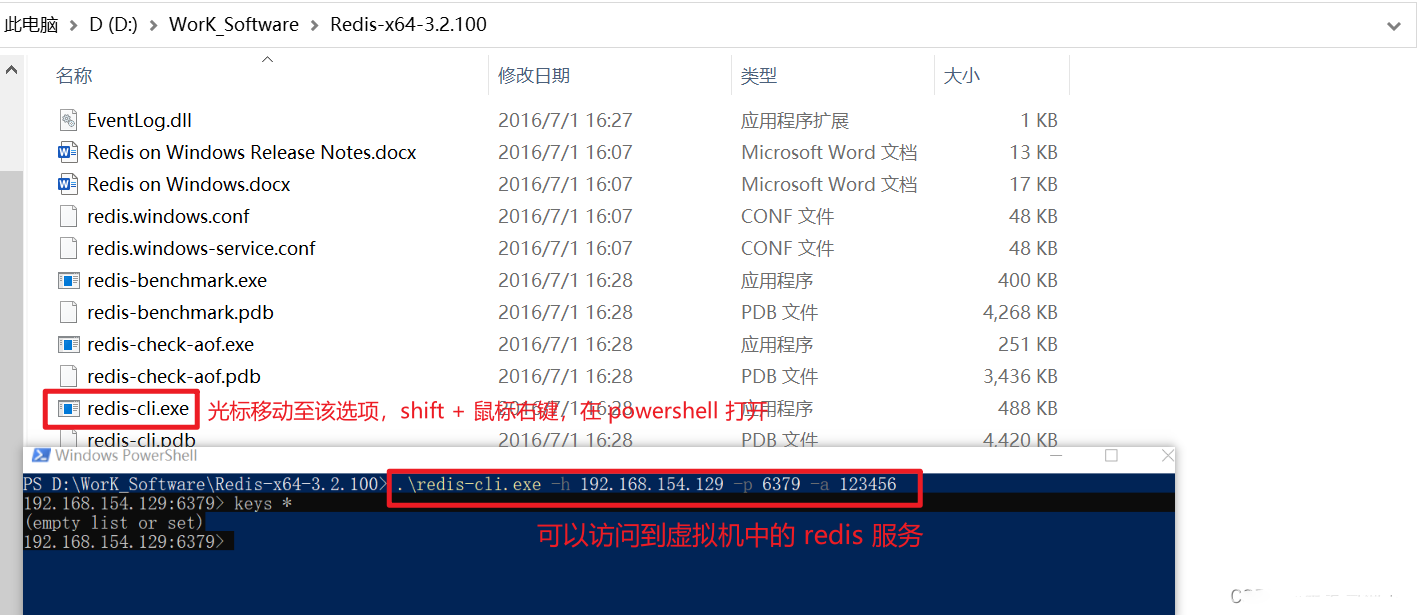 此电脑 > D (D:) > WorK_Software > Redis-x64-3.2.100
名称 修改日期 类型 大小
EventLog.dll 2016/7/1 16:27 应用程序扩展 1 KB
Redis on Windows Release Notes.docx 2016/7/1 16:07 Microsoft Word 文档 13 KB
Redis on Windows.docx 2016/7/1 16:07 Microsoft Word 文档 17 KB
redis.windows.conf 2016/7/1 16:07 CONF 文件 48 KB
redis.windows-service.conf 2016/7/1 16:07 CONF 文件 48 KB
redis-benchmark.exe 2016/7/1 16:28 应用程序 400 KB
redis-benchmark.pdb 2016/7/1 16:28 PDB 文件 4,268 KB
redis-check-aof.exe 2016/7/1 16:28 应用程序 251 KB
redis-check-aof.pdb 2016/7/1 16:28 PDB 文件 3,436 KB
redis-cli.exe 2016/7/1 16:28 应用程序 488 KB
光标移动至该选项，shift + 鼠标右键，在 powershell 打开
redis-cli.pdb 2016/7/1 16:28 PDB 文件 4,420 KB
Windows PowerShell
PS D:\WorK_Software\Redis-x64-3.2.100> .\redis-cli.exe -h 192.168.154.129 -p 6379 -a 123456
192.168.154.129:6379> keys *
(empty list or set)
192.168.154.129:6379>
可以访问到虚拟机中的 redis 服务